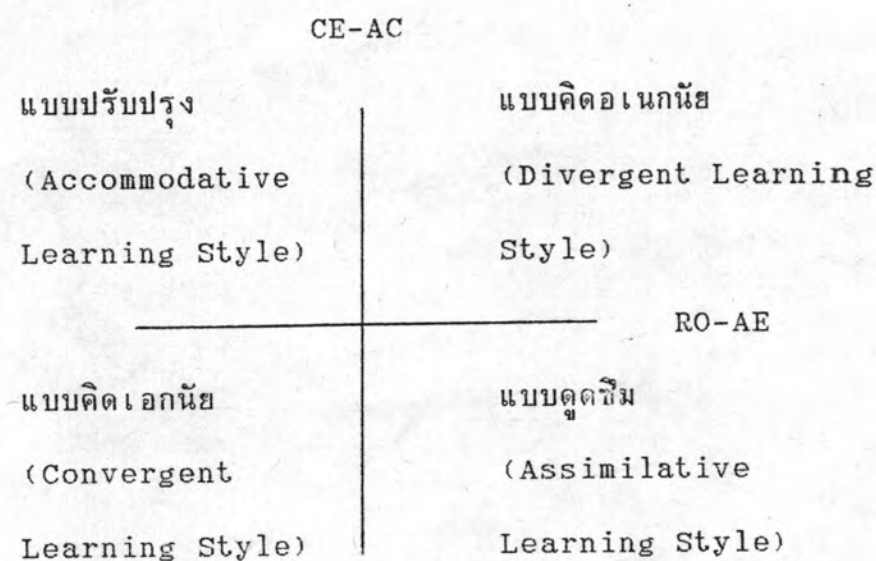 CE-AC
แบบปรับปรุง
(Accommodative
Learning Style)
แบบคิดอเนกนัย
(Divergent Learning
Style)
RO-AE
แบบคิดเอกนัย
(Convergent
Learning Style)
แบบดูดซึม
(Assimilative
Learning Style)